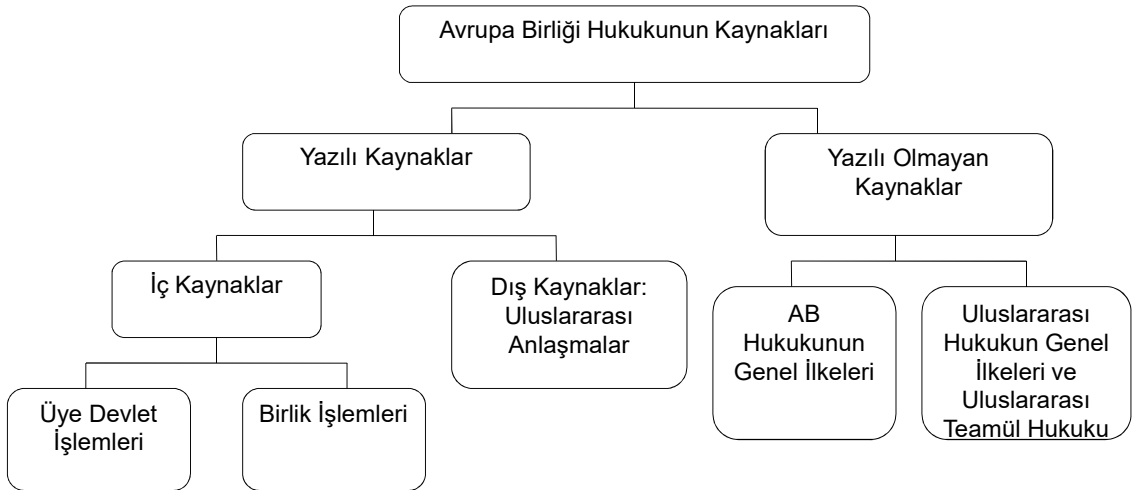 Avrupa Birliği Hukukunun Kaynakları
Yazılı Kaynaklar
Yazılı Olmayan
Kaynaklar
İç Kaynaklar
Dış Kaynaklar:
Uluslararası
Anlaşmalar
AB
Hukukunun
Genel İlkeleri
Uluslararası
Hukukun Genel
İlkeleri ve
Uluslararası
Teamül Hukuku
Üye Devlet
İşlemleri
Birlik İşlemleri